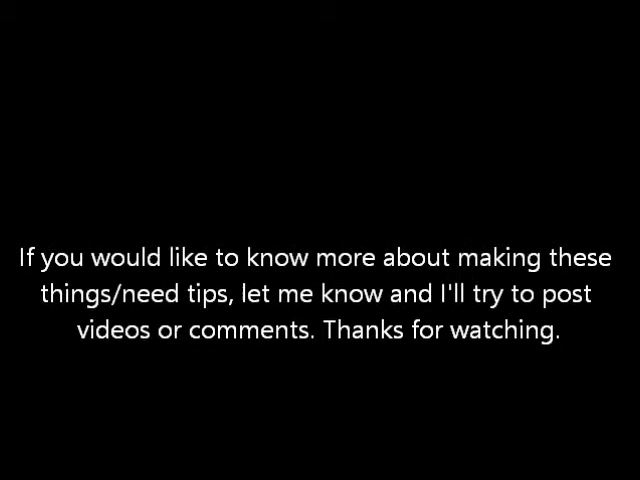 If you would like to know more about making these
things/need tips, let me know and I'll try to post
videos or comments. Thanks for watching.